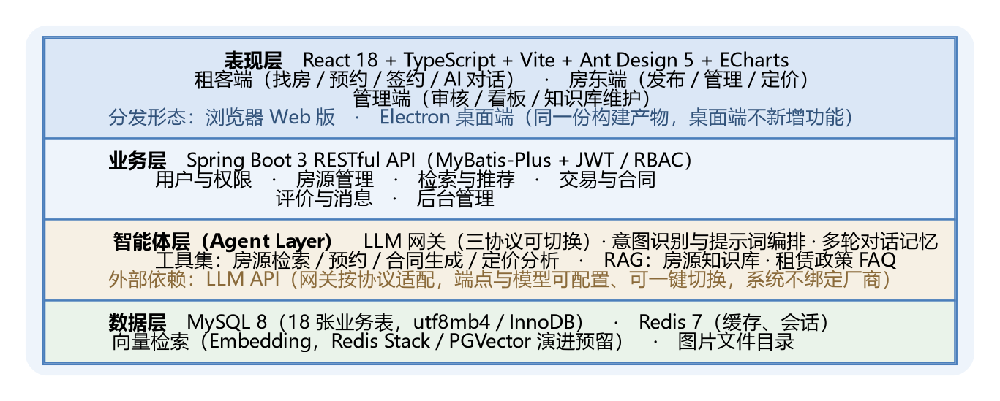 表现层 React 18 + TypeScript + Vite + Ant Design 5 + ECharts
租客端（找房 / 预约 / 签约 / AI 对话） · 房东端（发布 / 管理 / 定价）
管理端（审核 / 看板 / 知识库维护）
分发形态：浏览器 Web 版 · Electron 桌面端（同一份构建产物，桌面端不新增功能）
业务层 Spring Boot 3 RESTful API（MyBatis-Plus + JWT / RBAC）
用户与权限 · 房源管理 · 检索与推荐 · 交易与合同
评价与消息 · 后台管理
智能体层（Agent Layer） LLM 网关（三协议可切换）· 意图识别与提示词编排 · 多轮对话记忆
工具集：房源检索 / 预约 / 合同生成 / 定价分析 · RAG：房源知识库 · 租赁政策 FAQ
外部依赖：LLM API（网关按协议适配，端点与模型可配置、可一键切换，系统不绑定厂商）
数据层 MySQL 8（18 张业务表，utf8mb4 / InnoDB） · Redis 7（缓存、会话）
向量检索（Embedding，Redis Stack / PGVector 演进预留） · 图片文件目录